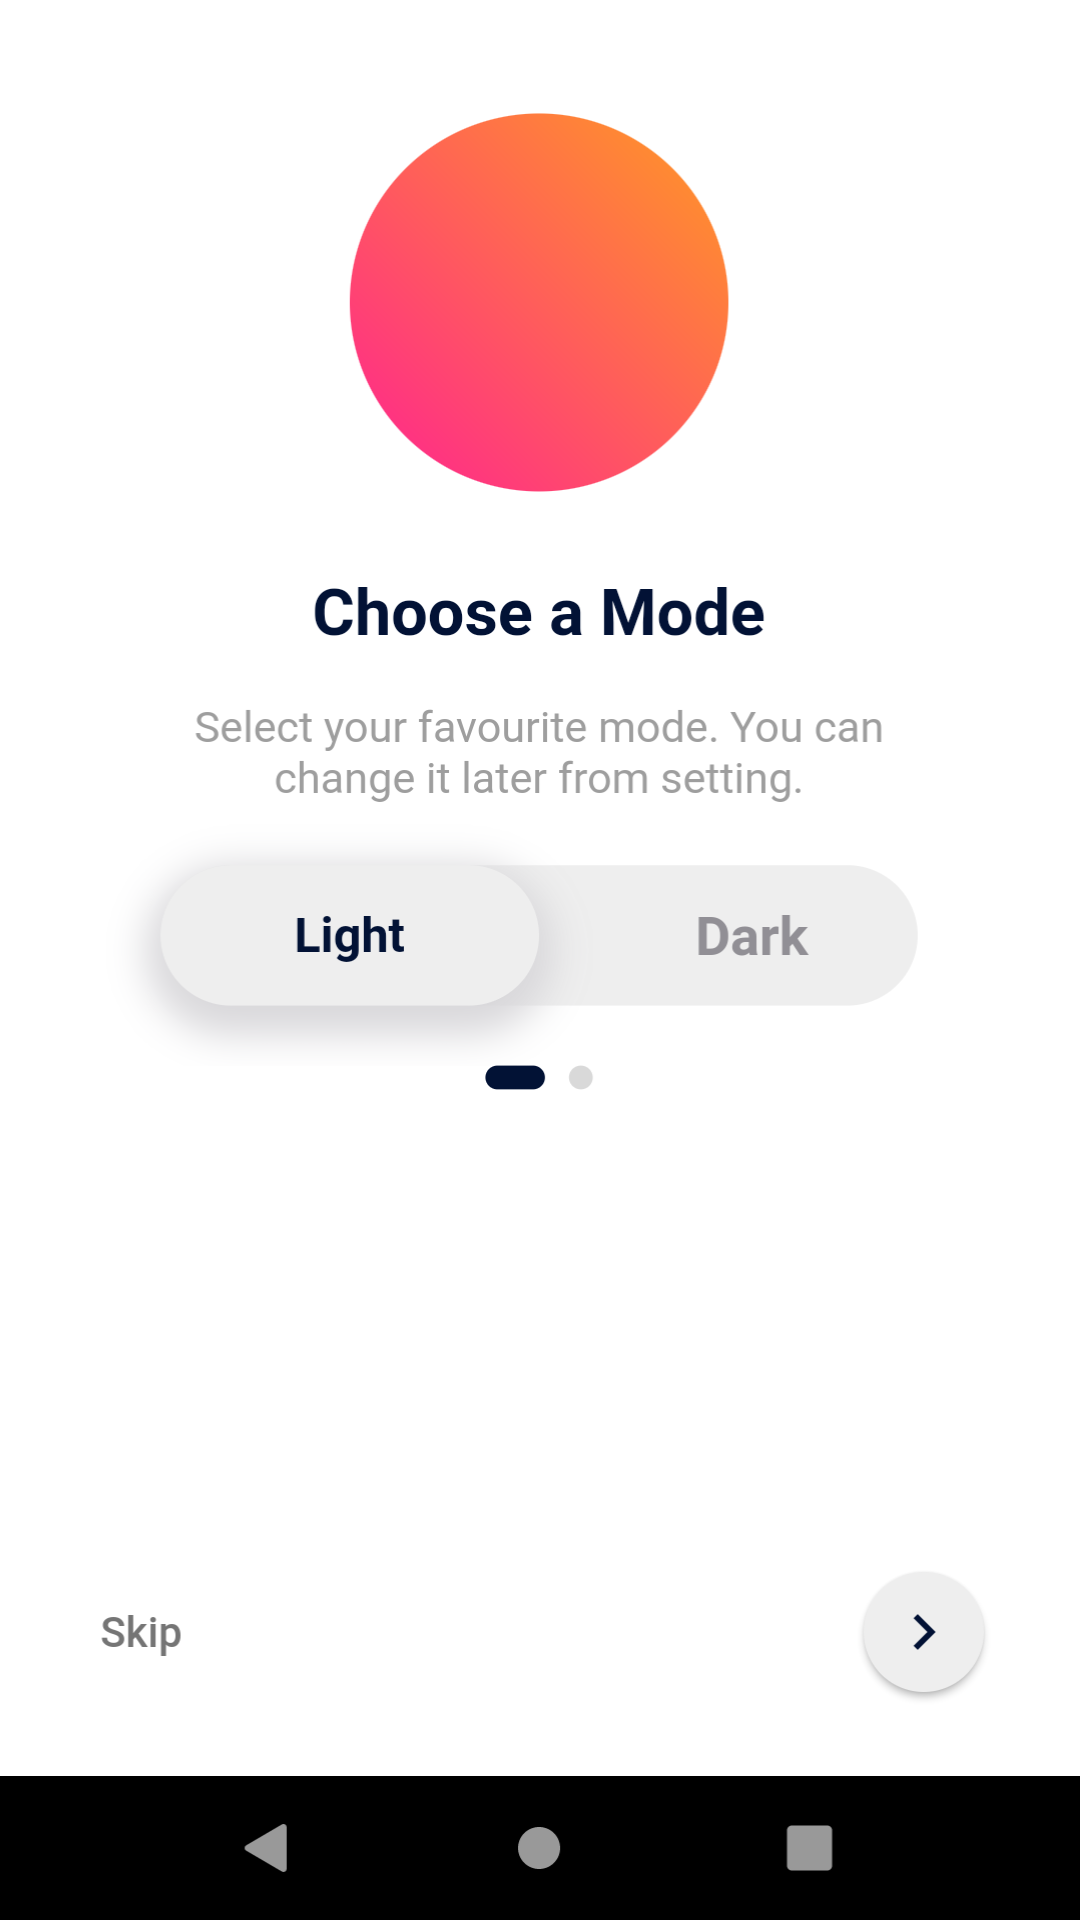 Choose a Mode
Select your favourite mode. You can
change it later from setting.
Light
Dark
Skip